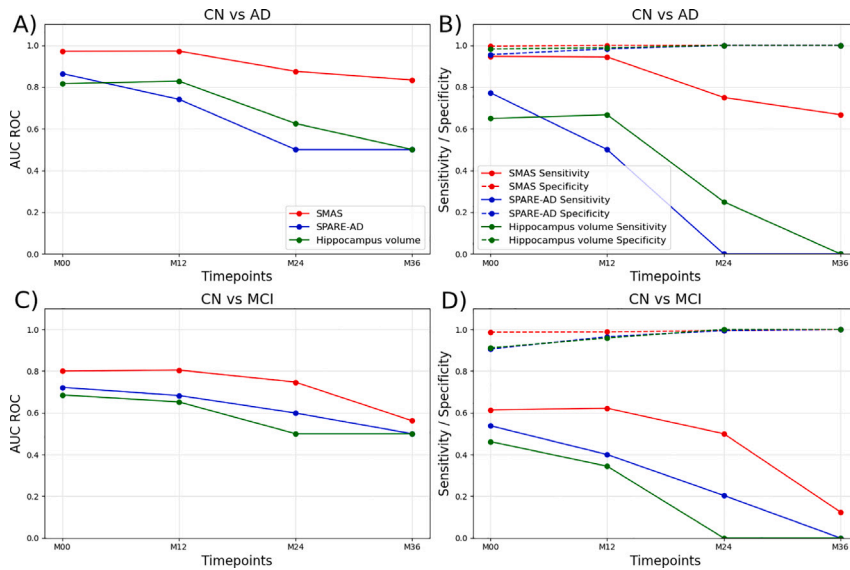 A)
CN vs AD
AUC ROC
1.0
0.8
0.6
0.4
0.2
0.0
SMAS
SPARE-AD
Hippocampus volume
M00
M12
M24
M36
Timepoints
B)
CN vs AD
Sensitivity / Specificity
1.0
0.8
0.6
0.4
0.2
0.0
SMAS Sensitivity
SMAS Specificity
SPARE-AD Sensitivity
SPARE-AD Specificity
Hippocampus volume Sensitivity
Hippocampus volume Specificity
M00
M12
M24
M36
Timepoints
C)
CN vs MCI
AUC ROC
1.0
0.8
0.6
0.4
0.2
0.0
M00
M12
M24
M36
Timepoints
D)
CN vs MCI
Sensitivity / Specificity
1.0
0.8
0.6
0.4
0.2
0.0
M00
M12
M24
M36
Timepoints